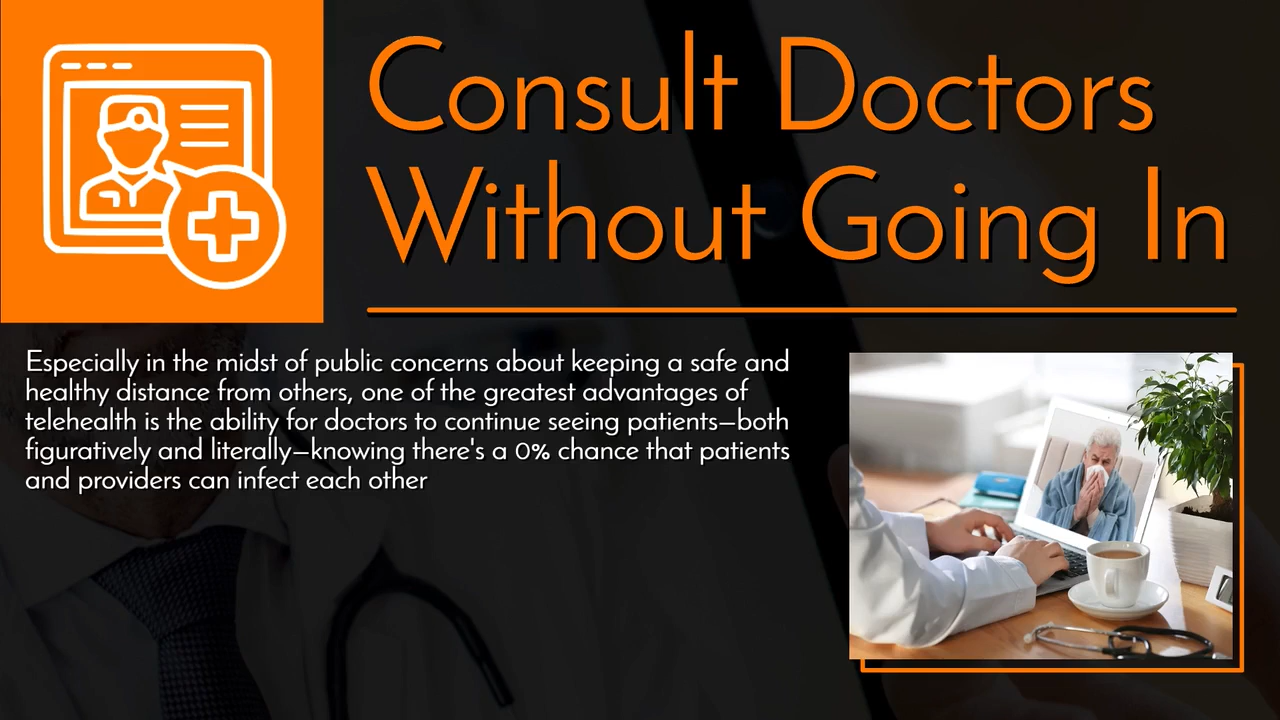 Consult Doctors
Without Going In
Especially in the midst of public concerns about keeping a safe and
healthy distance from others, one of the greatest advantages of
telehealth is the ability for doctors to continue seeing patients—both
figuratively and literally—knowing there's a 0% chance that patients
and providers can infect each other